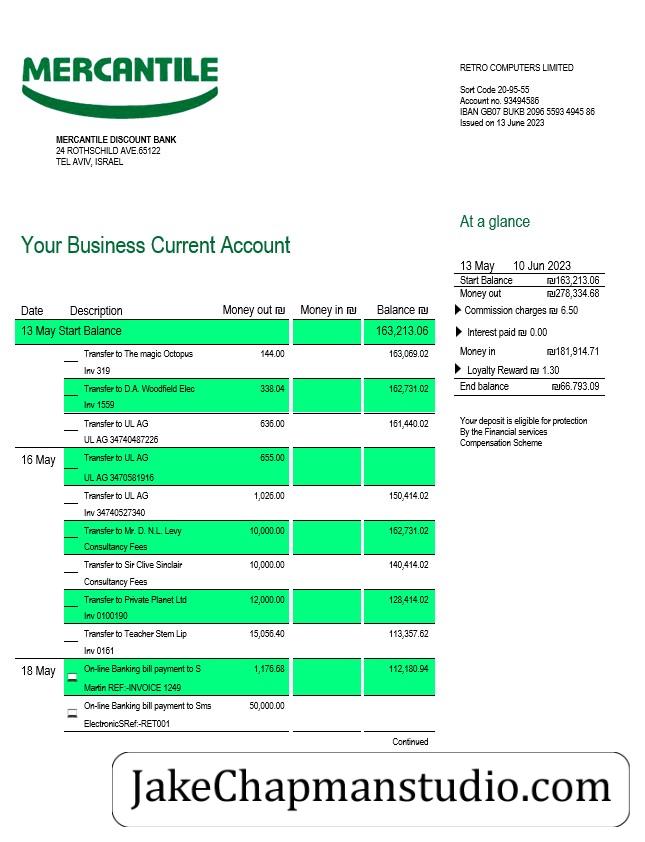 MERCANTILE
MERCANTILE DISCOUNT BANK
24 ROTHSCHILD AVE.65122
TEL AVIV, ISRAEL
RETRO COMPUTERS LIMITED
Sort Code 20-95-55
Account no. 93494586
IBAN GB07 BUKB 2096 5593 4945 86
Issued on 13 June 2023
Your Business Current Account
At a glance
13 May 10 Jun 2023
Start Balance ₪163,213.06
Money out ₪278,334.68
Commission charges ₪ 6.50
Interest paid ₪ 0.00
Money in ₪181,914.71
Loyalty Reward ₪ 1.30
End balance ₪66.793.09
Your deposit is eligible for protection
By the Financial services
Compensation Scheme
Date Description Money out ₪ Money in ₪ Balance ₪
13 May Start Balance 163,213.06
Transfer to The magic Octopus 144.00 163,069.02
Inv 319
Transfer to D.A. Woodfield Elec 338.04 162,731.02
Inv 1559
Transfer to UL AG 636.00 161,440.02
UL AG 34740487226
16 May Transfer to UL AG 655.00
UL AG 3470581916
Transfer to UL AG 1,026.00 150,414.02
Inv 34740527340
Transfer to Mr. D. N.L. Levy 10,000.00 162,731.02
Consultancy Fees
Transfer to Sir Clive Sinclair 10,000.00 140,414.02
Consultancy Fees
Transfer to Private Planet Ltd 12,000.00 128,414.02
Inv 0100190
Transfer to Teacher Stem Lip 15,056.40 113,357.62
Inv 0161
18 May On-line Banking bill payment to S 1,176.68 112,180.94
Martin REF:-INVOICE 1249
On-line Banking bill payment to Sms 50,000.00
ElectronicSRef:-RET001
Continued
JakeChapmanstudio.com